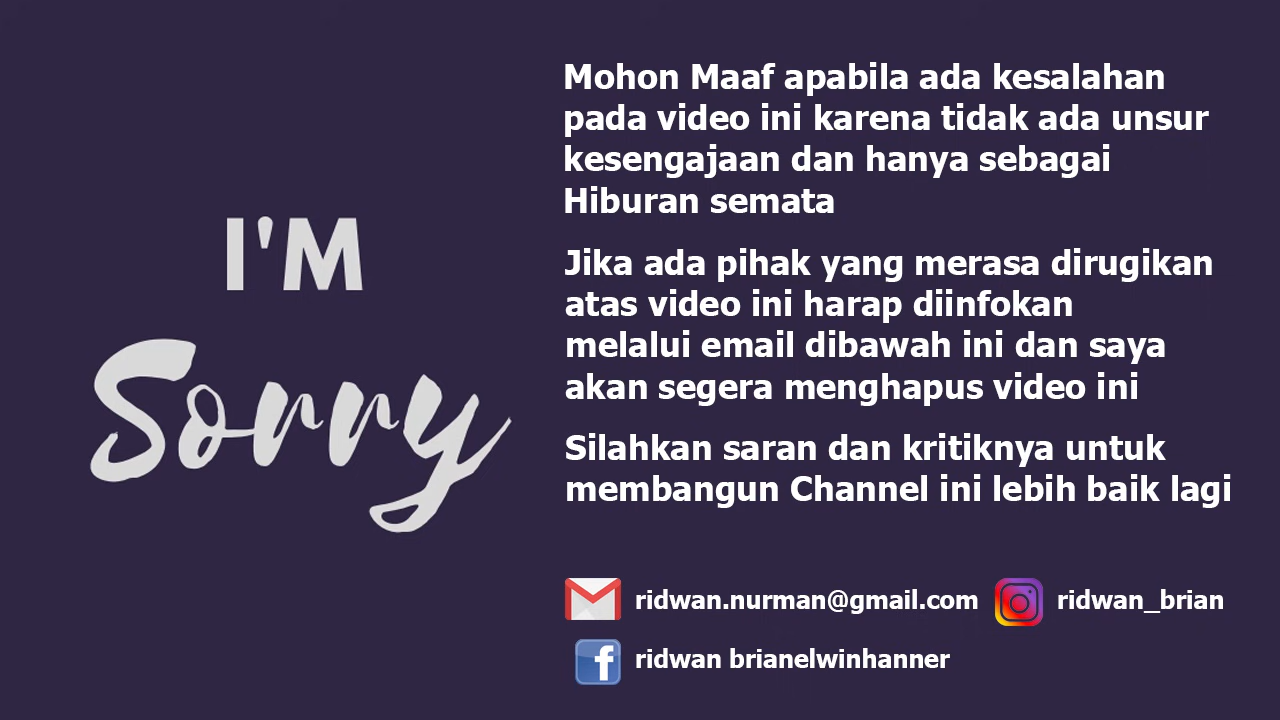 I'M
Sorry
Mohon Maaf apabila ada kesalahan
pada video ini karena tidak ada unsur
kesengajaan dan hanya sebagai
Hiburan semata
Jika ada pihak yang merasa dirugikan
atas video ini harap diinfokan
melalui email dibawah ini dan saya
akan segera menghapus video ini
Silahkan saran dan kritiknya untuk
membangun Channel ini lebih baik lagi
ridwan.nurman@gmail.com ridwan_brian
ridwan brianelwinhanner